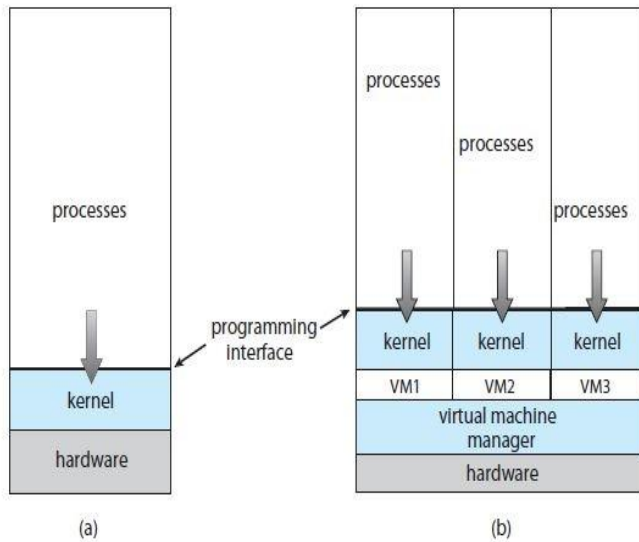 processes
kernel
hardware
(a)
programming
interface
processes
processes
processes
kernel
kernel
kernel
VM1
VM2
VM3
virtual machine
manager
hardware
(b)